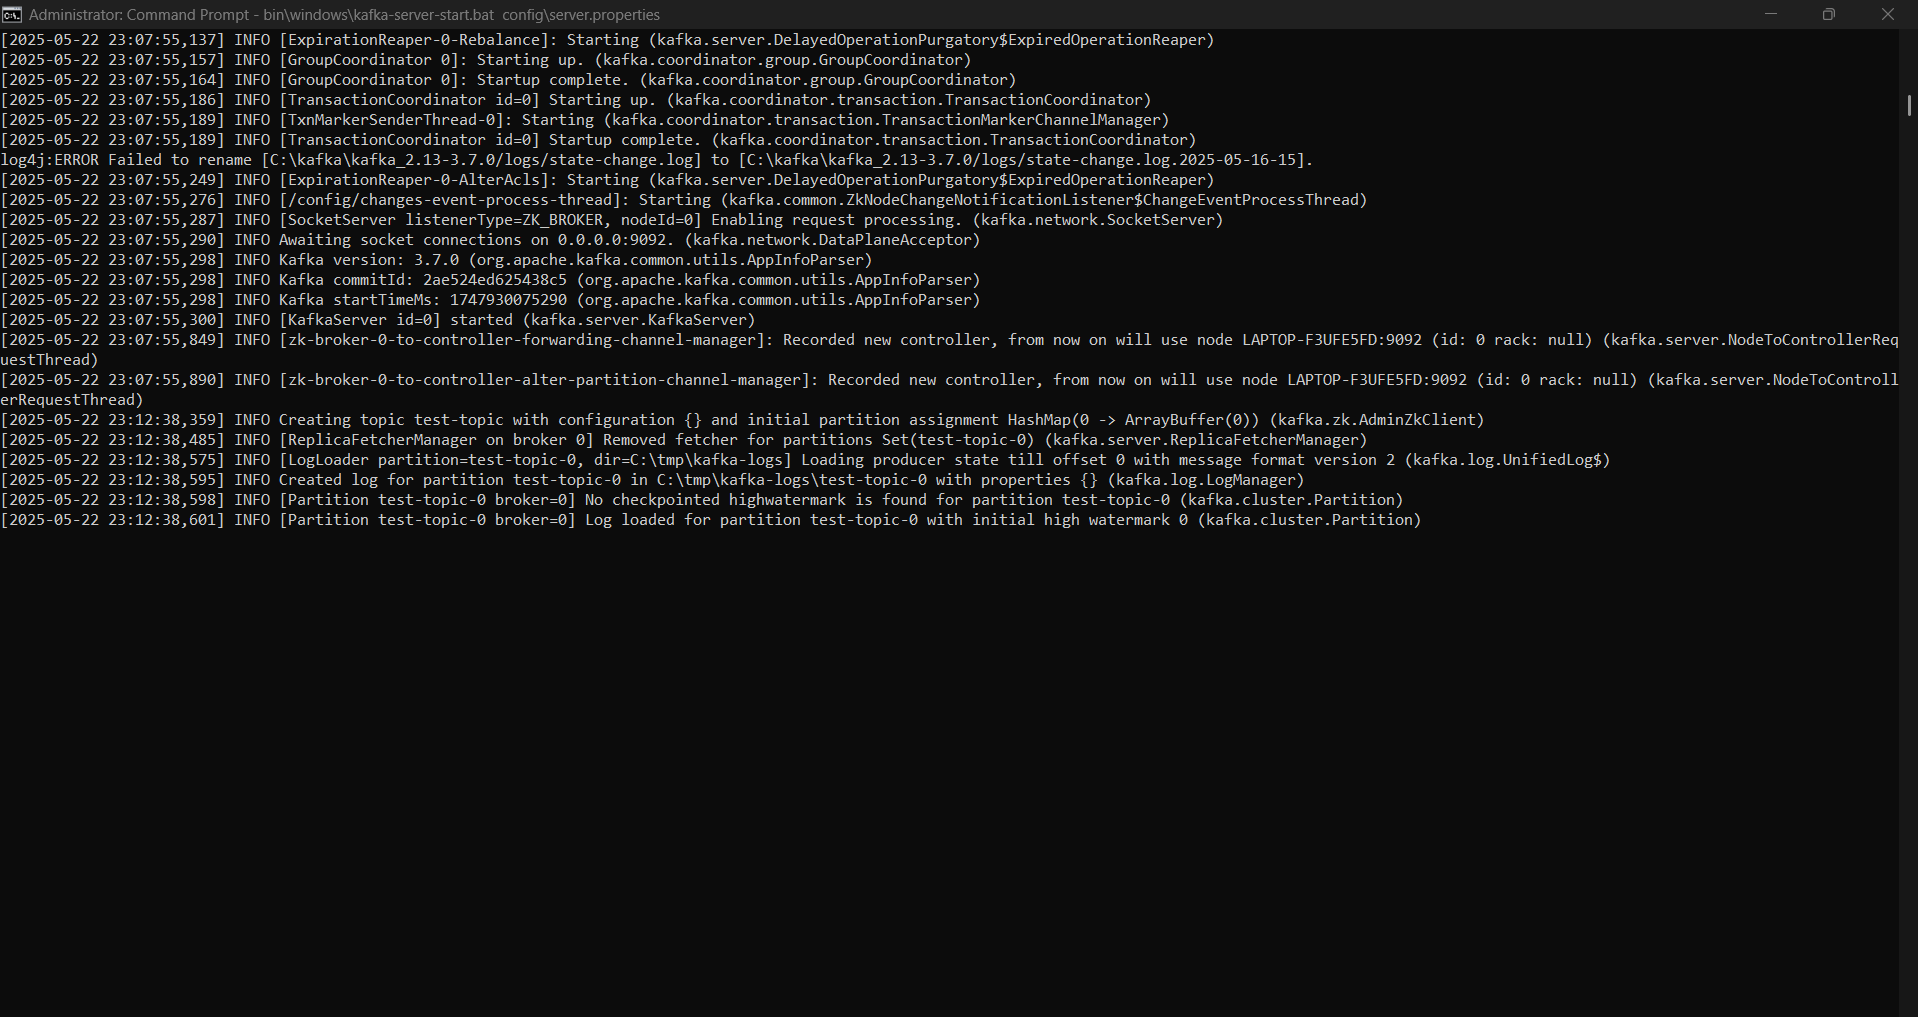 Administrator: Command Prompt - bin\windows\kafka-server-start.bat  config\server.properties
[2025-05-22 23:07:55,137] INFO [ExpirationReaper-0-Rebalance]: Starting (kafka.server.DelayedOperationPurgatory$ExpiredOperationReaper)
[2025-05-22 23:07:55,157] INFO [GroupCoordinator 0]: Starting up. (kafka.coordinator.group.GroupCoordinator)
[2025-05-22 23:07:55,164] INFO [GroupCoordinator 0]: Startup complete. (kafka.coordinator.group.GroupCoordinator)
[2025-05-22 23:07:55,186] INFO [TransactionCoordinator id=0] Starting up. (kafka.coordinator.transaction.TransactionCoordinator)
[2025-05-22 23:07:55,189] INFO [TxnMarkerSenderThread-0]: Starting (kafka.coordinator.transaction.TransactionMarkerChannelManager)
[2025-05-22 23:07:55,189] INFO [TransactionCoordinator id=0] Startup complete. (kafka.coordinator.transaction.TransactionCoordinator)
log4j:ERROR Failed to rename [C:\kafka\kafka_2.13-3.7.0/logs/state-change.log] to [C:\kafka\kafka_2.13-3.7.0/logs/state-change.log.2025-05-16-15].
[2025-05-22 23:07:55,249] INFO [ExpirationReaper-0-AlterAcls]: Starting (kafka.server.DelayedOperationPurgatory$ExpiredOperationReaper)
[2025-05-22 23:07:55,276] INFO [/config/changes-event-process-thread]: Starting (kafka.common.ZkNodeChangeNotificationListener$ChangeEventProcessThread)
[2025-05-22 23:07:55,287] INFO [SocketServer listenerType=ZK_BROKER, nodeId=0] Enabling request processing. (kafka.network.SocketServer)
[2025-05-22 23:07:55,290] INFO Awaiting socket connections on 0.0.0.0:9092. (kafka.network.DataPlaneAcceptor)
[2025-05-22 23:07:55,298] INFO Kafka version: 3.7.0 (org.apache.kafka.common.utils.AppInfoParser)
[2025-05-22 23:07:55,298] INFO Kafka commitId: 2ae524ed625438c5 (org.apache.kafka.common.utils.AppInfoParser)
[2025-05-22 23:07:55,298] INFO Kafka startTimeMs: 1747930075290 (org.apache.kafka.common.utils.AppInfoParser)
[2025-05-22 23:07:55,300] INFO [KafkaServer id=0] started (kafka.server.KafkaServer)
[2025-05-22 23:07:55,849] INFO [zk-broker-0-to-controller-forwarding-channel-manager]: Recorded new controller, from now on will use node LAPTOP-F3UFE5FD:9092 (id: 0 rack: null) (kafka.server.NodeToControllerReq
uestThread)
[2025-05-22 23:07:55,890] INFO [zk-broker-0-to-controller-alter-partition-channel-manager]: Recorded new controller, from now on will use node LAPTOP-F3UFE5FD:9092 (id: 0 rack: null) (kafka.server.NodeToControll
erRequestThread)
[2025-05-22 23:12:38,359] INFO Creating topic test-topic with configuration {} and initial partition assignment HashMap(0 -> ArrayBuffer(0)) (kafka.zk.AdminZkClient)
[2025-05-22 23:12:38,485] INFO [ReplicaFetcherManager on broker 0] Removed fetcher for partitions Set(test-topic-0) (kafka.server.ReplicaFetcherManager)
[2025-05-22 23:12:38,575] INFO [LogLoader partition=test-topic-0, dir=C:\tmp\kafka-logs] Loading producer state till offset 0 with message format version 2 (kafka.log.UnifiedLog$)
[2025-05-22 23:12:38,595] INFO Created log for partition test-topic-0 in C:\tmp\kafka-logs\test-topic-0 with properties {} (kafka.log.LogManager)
[2025-05-22 23:12:38,598] INFO [Partition test-topic-0 broker=0] No checkpointed highwatermark is found for partition test-topic-0 (kafka.cluster.Partition)
[2025-05-22 23:12:38,601] INFO [Partition test-topic-0 broker=0] Log loaded for partition test-topic-0 with initial high watermark 0 (kafka.cluster.Partition)